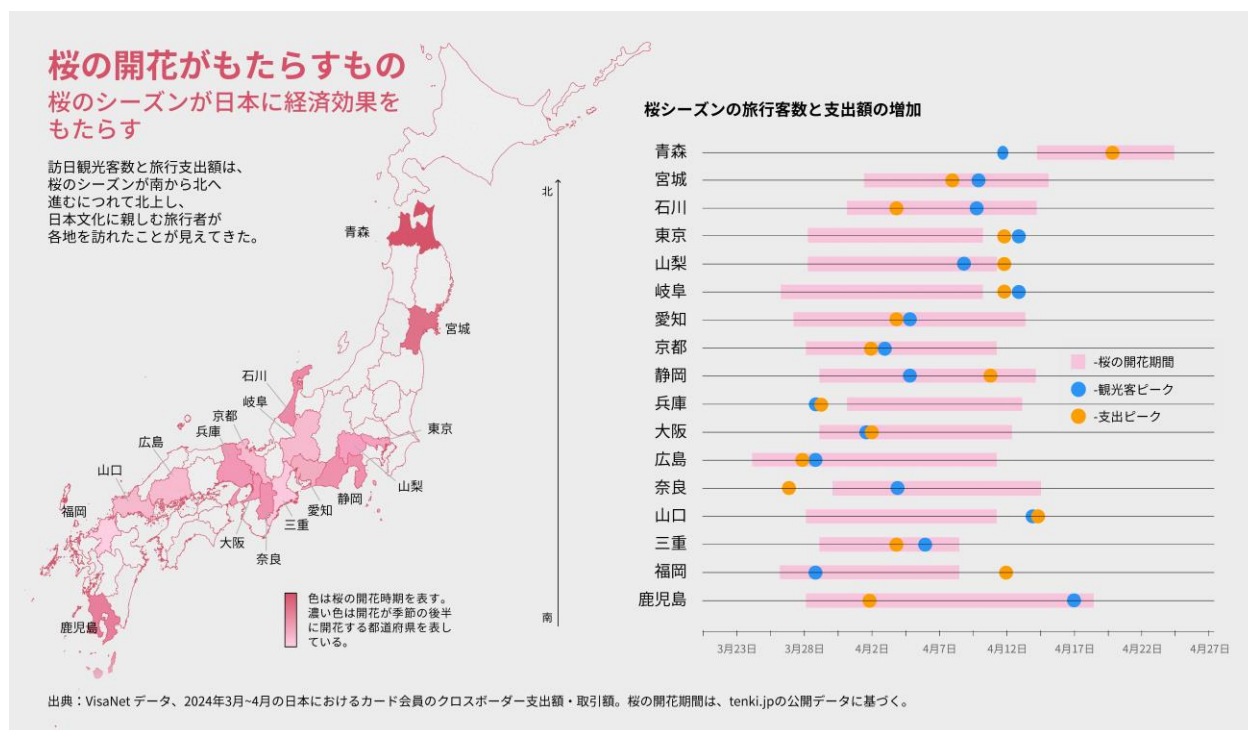 桜の開花がもたらすもの
桜のシーズンが日本に経済効果を
もたらす
訪日観光客数と旅行支出額は、
桜のシーズンが南から北へ
進むにつれて北上し、
日本文化に親しむ旅行者が
各地を訪れたことが見えてきた。
北
青森
宮城
石川
岐阜
京都
兵庫
東京
広島
山口
山梨
静岡
福岡
愛知
三重
大阪
奈良
鹿児島
南
色は桜の開花時期を表す。
濃い色は開花が季節の後半
に開花する都道府県を表し
ている。
桜シーズンの旅行客数と支出額の増加
青森
宮城
石川
東京
山梨
岐阜
愛知
京都
静岡
兵庫
大阪
広島
奈良
山口
三重
福岡
鹿児島
-桜の開花期間
-観光客ピーク
-支出ピーク
3月23日 3月28日 4月2日 4月7日 4月12日 4月17日 4月22日 4月27日
出典：VisaNet データ、2024年3月~4月の日本におけるカード会員のクロスボーダー支出額・取引額。桜の開花期間は、tenki.jpの公開データに基づく。